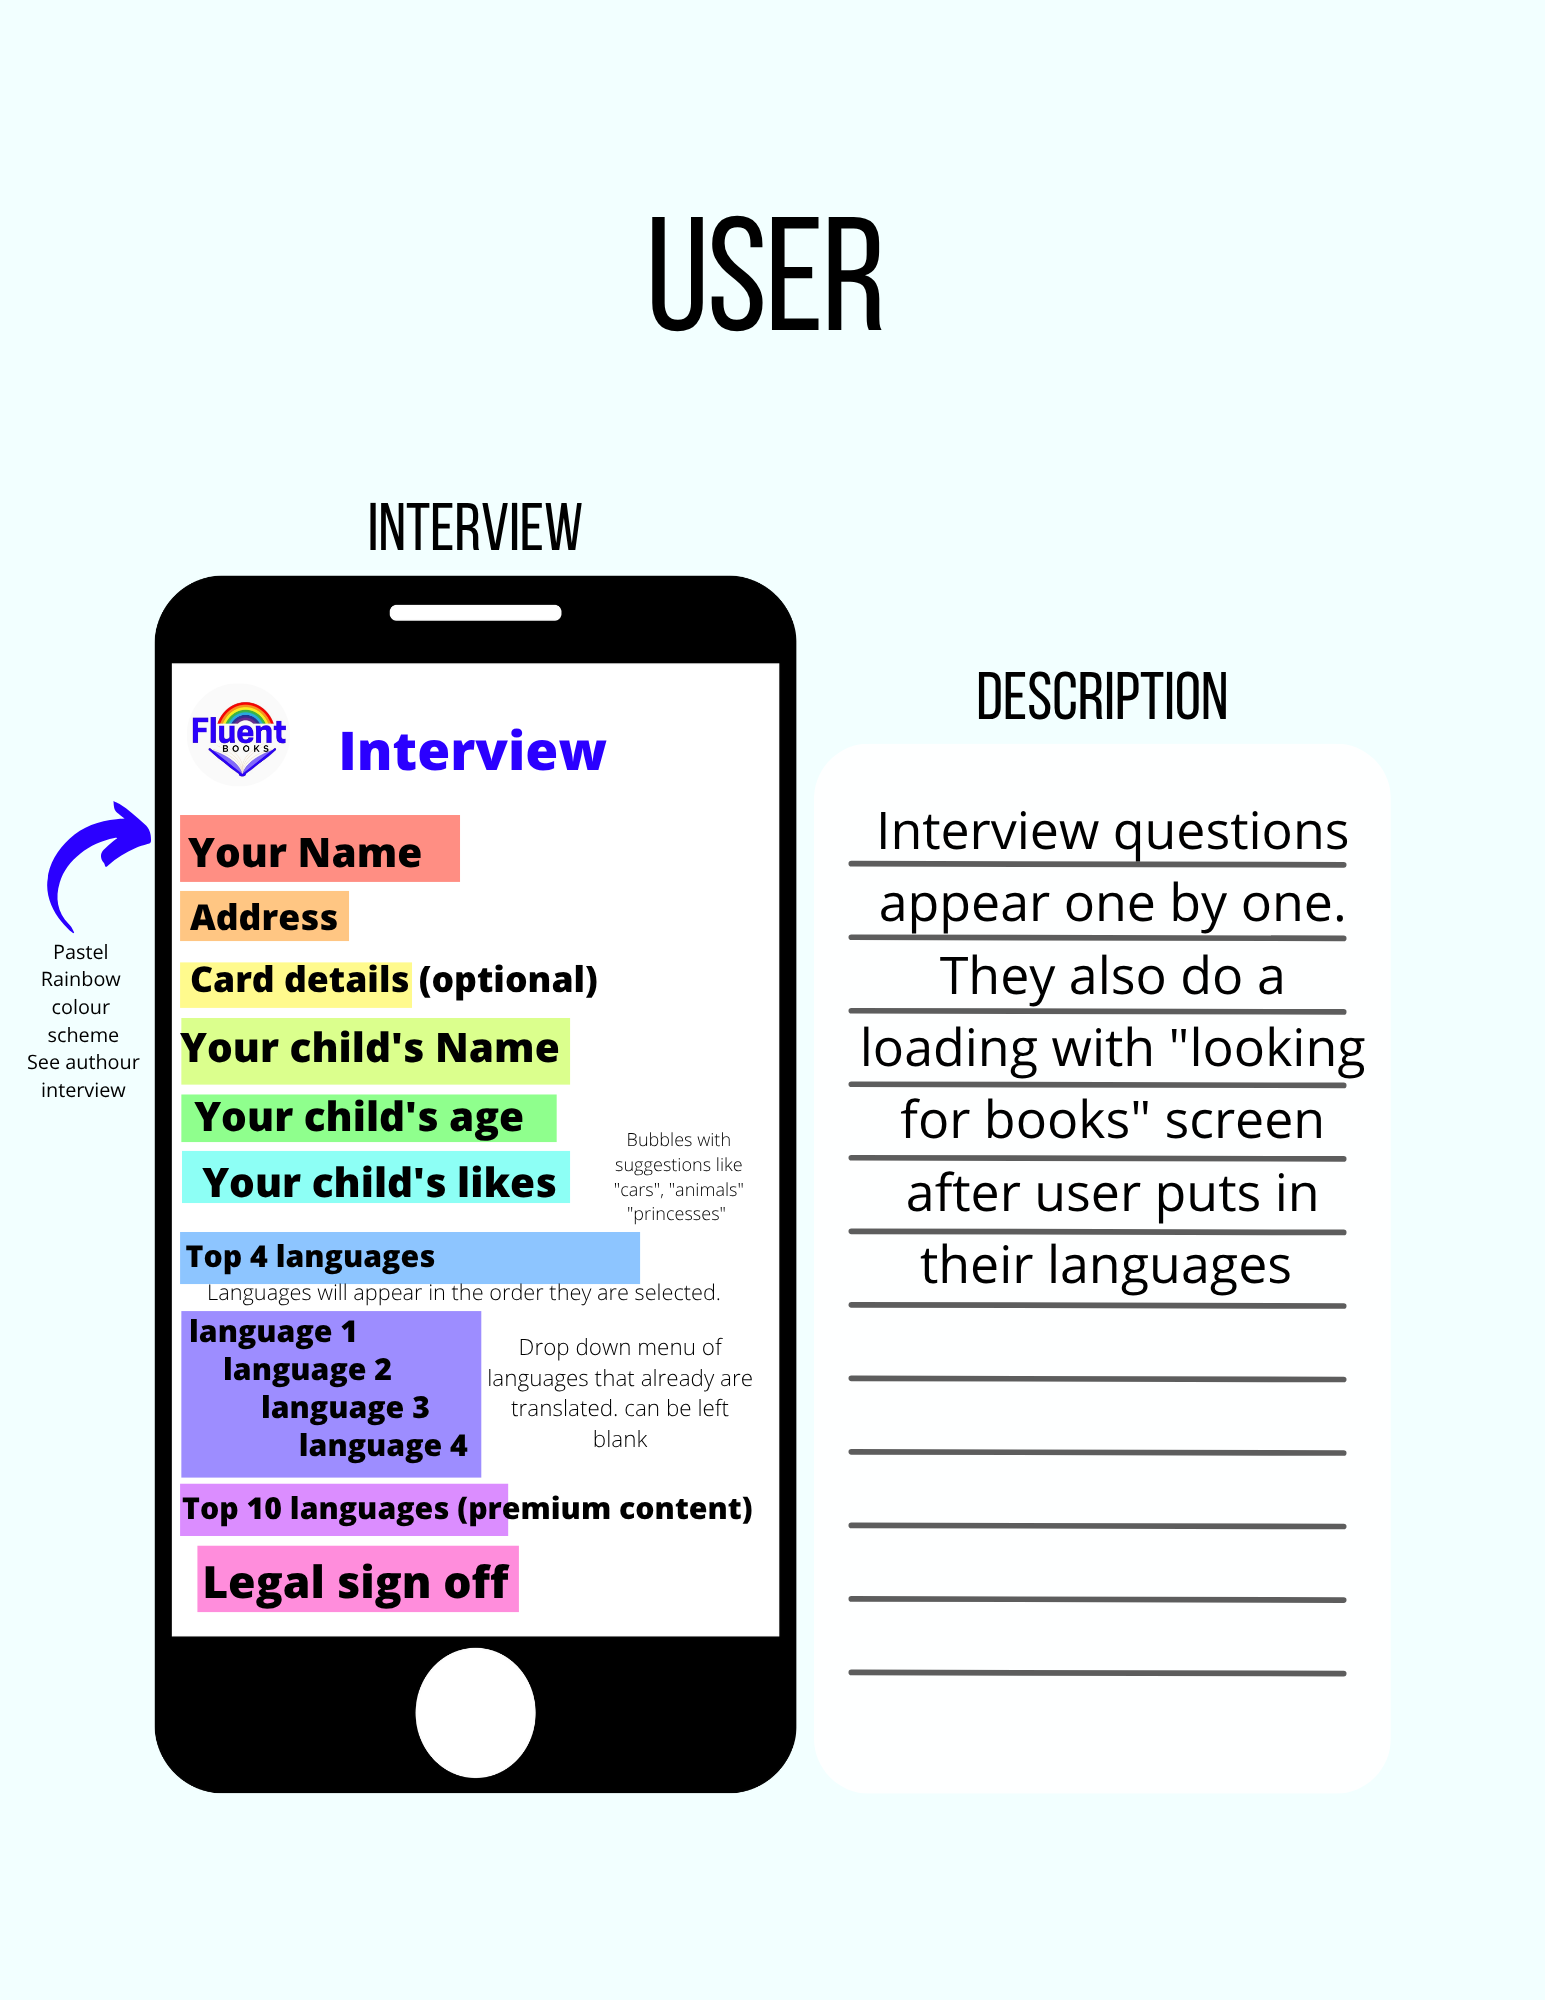 USER
INTERVIEW
Fluent
BOOKS
Interview
Your Name
Address
Card details (optional)
Your child's Name
Your child's age
Your child's likes
Bubbles with
suggestions like
"cars", "animals"
"princesses"
Top 4 languages
Languages will appear in the order they are selected.
language 1
language 2
language 3
language 4
Drop down menu of
languages that already are
translated. can be left
blank
Top 10 languages (premium content)
Legal sign off
Pastel
Rainbow
colour
scheme
See authour
interview
DESCRIPTION
Interview questions
appear one by one.
They also do a
loading with "looking
for books" screen
after user puts in
their languages